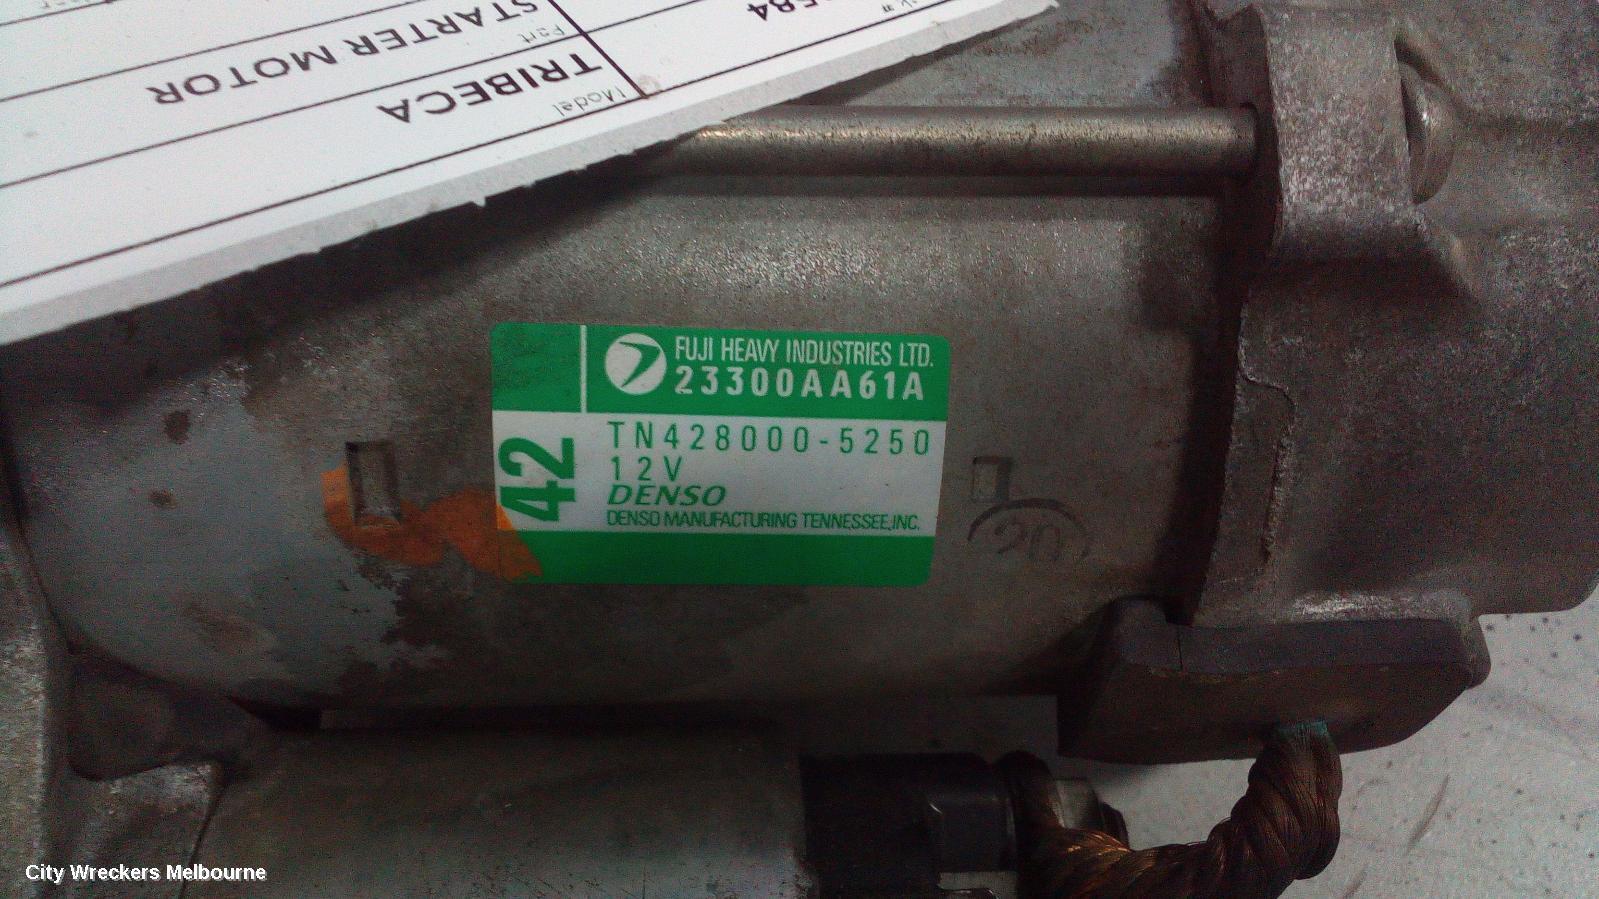 STARTER MOTOR
Part
TRIBECA
Model
584
FUJI HEAVY INDUSTRIES LTD.
23300AA61A
42
TN428000-5250
12V
DENSO
DENSO MANUFACTURING TENNESSEE,INC.
20
City Wreckers Melbourne